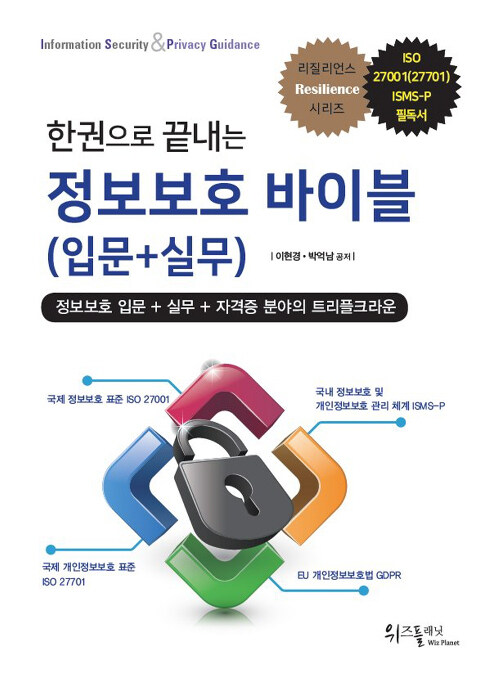 Information Security & Privacy Guidance
리질리언스
Resilience
시리즈
ISO
27001(27701)
ISMS-P
필독서
한권으로 끝내는
정보보호 바이블
(입문+실무)
| 이현경 • 박억남 공저 |
정보보호 입문 + 실무 + 자격증 분야의 트리플크라운
국제 정보보호 표준 ISO 27001
국내 정보보호 및
개인정보보호 관리 체계 ISMS-P
국제 개인정보보호 표준
ISO 27701
EU 개인정보보호법 GDPR
위즈플래닛
Wiz Planet